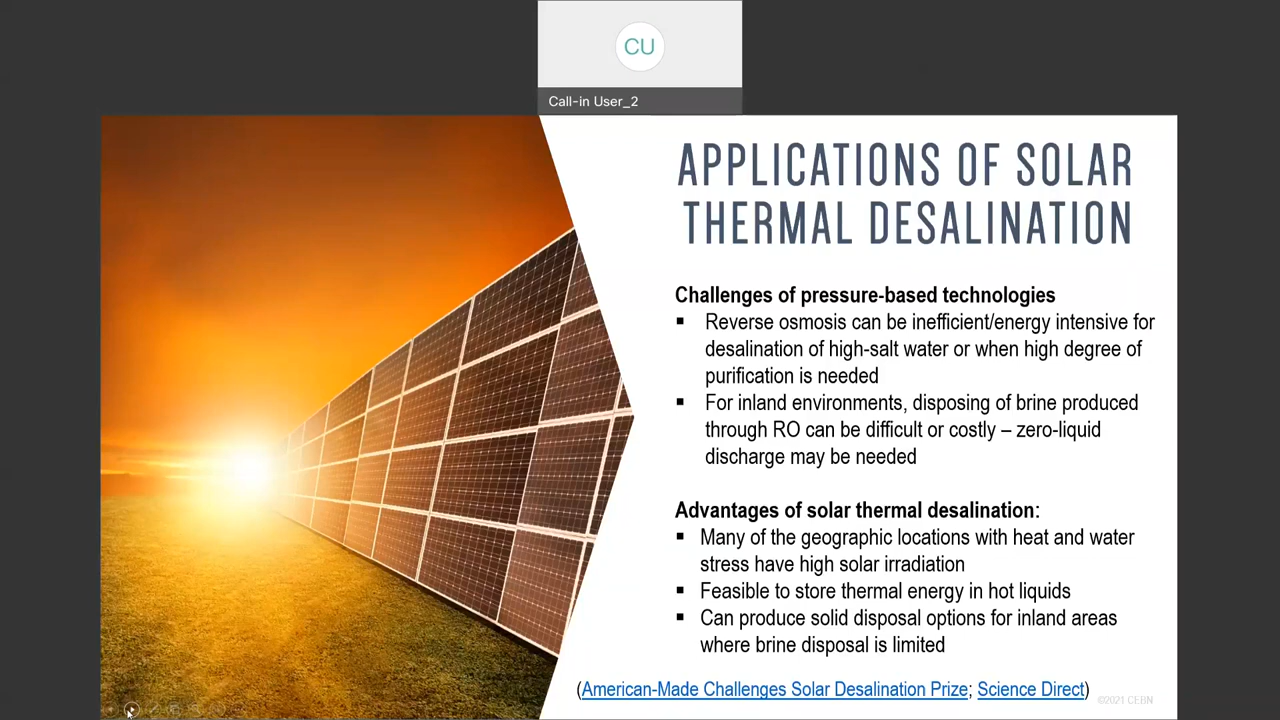 CU
Call-in User_2
APPLICATIONS OF SOLAR
THERMAL DESALINATION
Challenges of pressure-based technologies
▪ Reverse osmosis can be inefficient/energy intensive for
desalination of high-salt water or when high degree of
purification is needed
▪ For inland environments, disposing of brine produced
through RO can be difficult or costly – zero-liquid
discharge may be needed
Advantages of solar thermal desalination:
▪ Many of the geographic locations with heat and water
stress have high solar irradiation
▪ Feasible to store thermal energy in hot liquids
▪ Can produce solid disposal options for inland areas
where brine disposal is limited
(American-Made Challenges Solar Desalination Prize; Science Direct)
©2021 CEBN